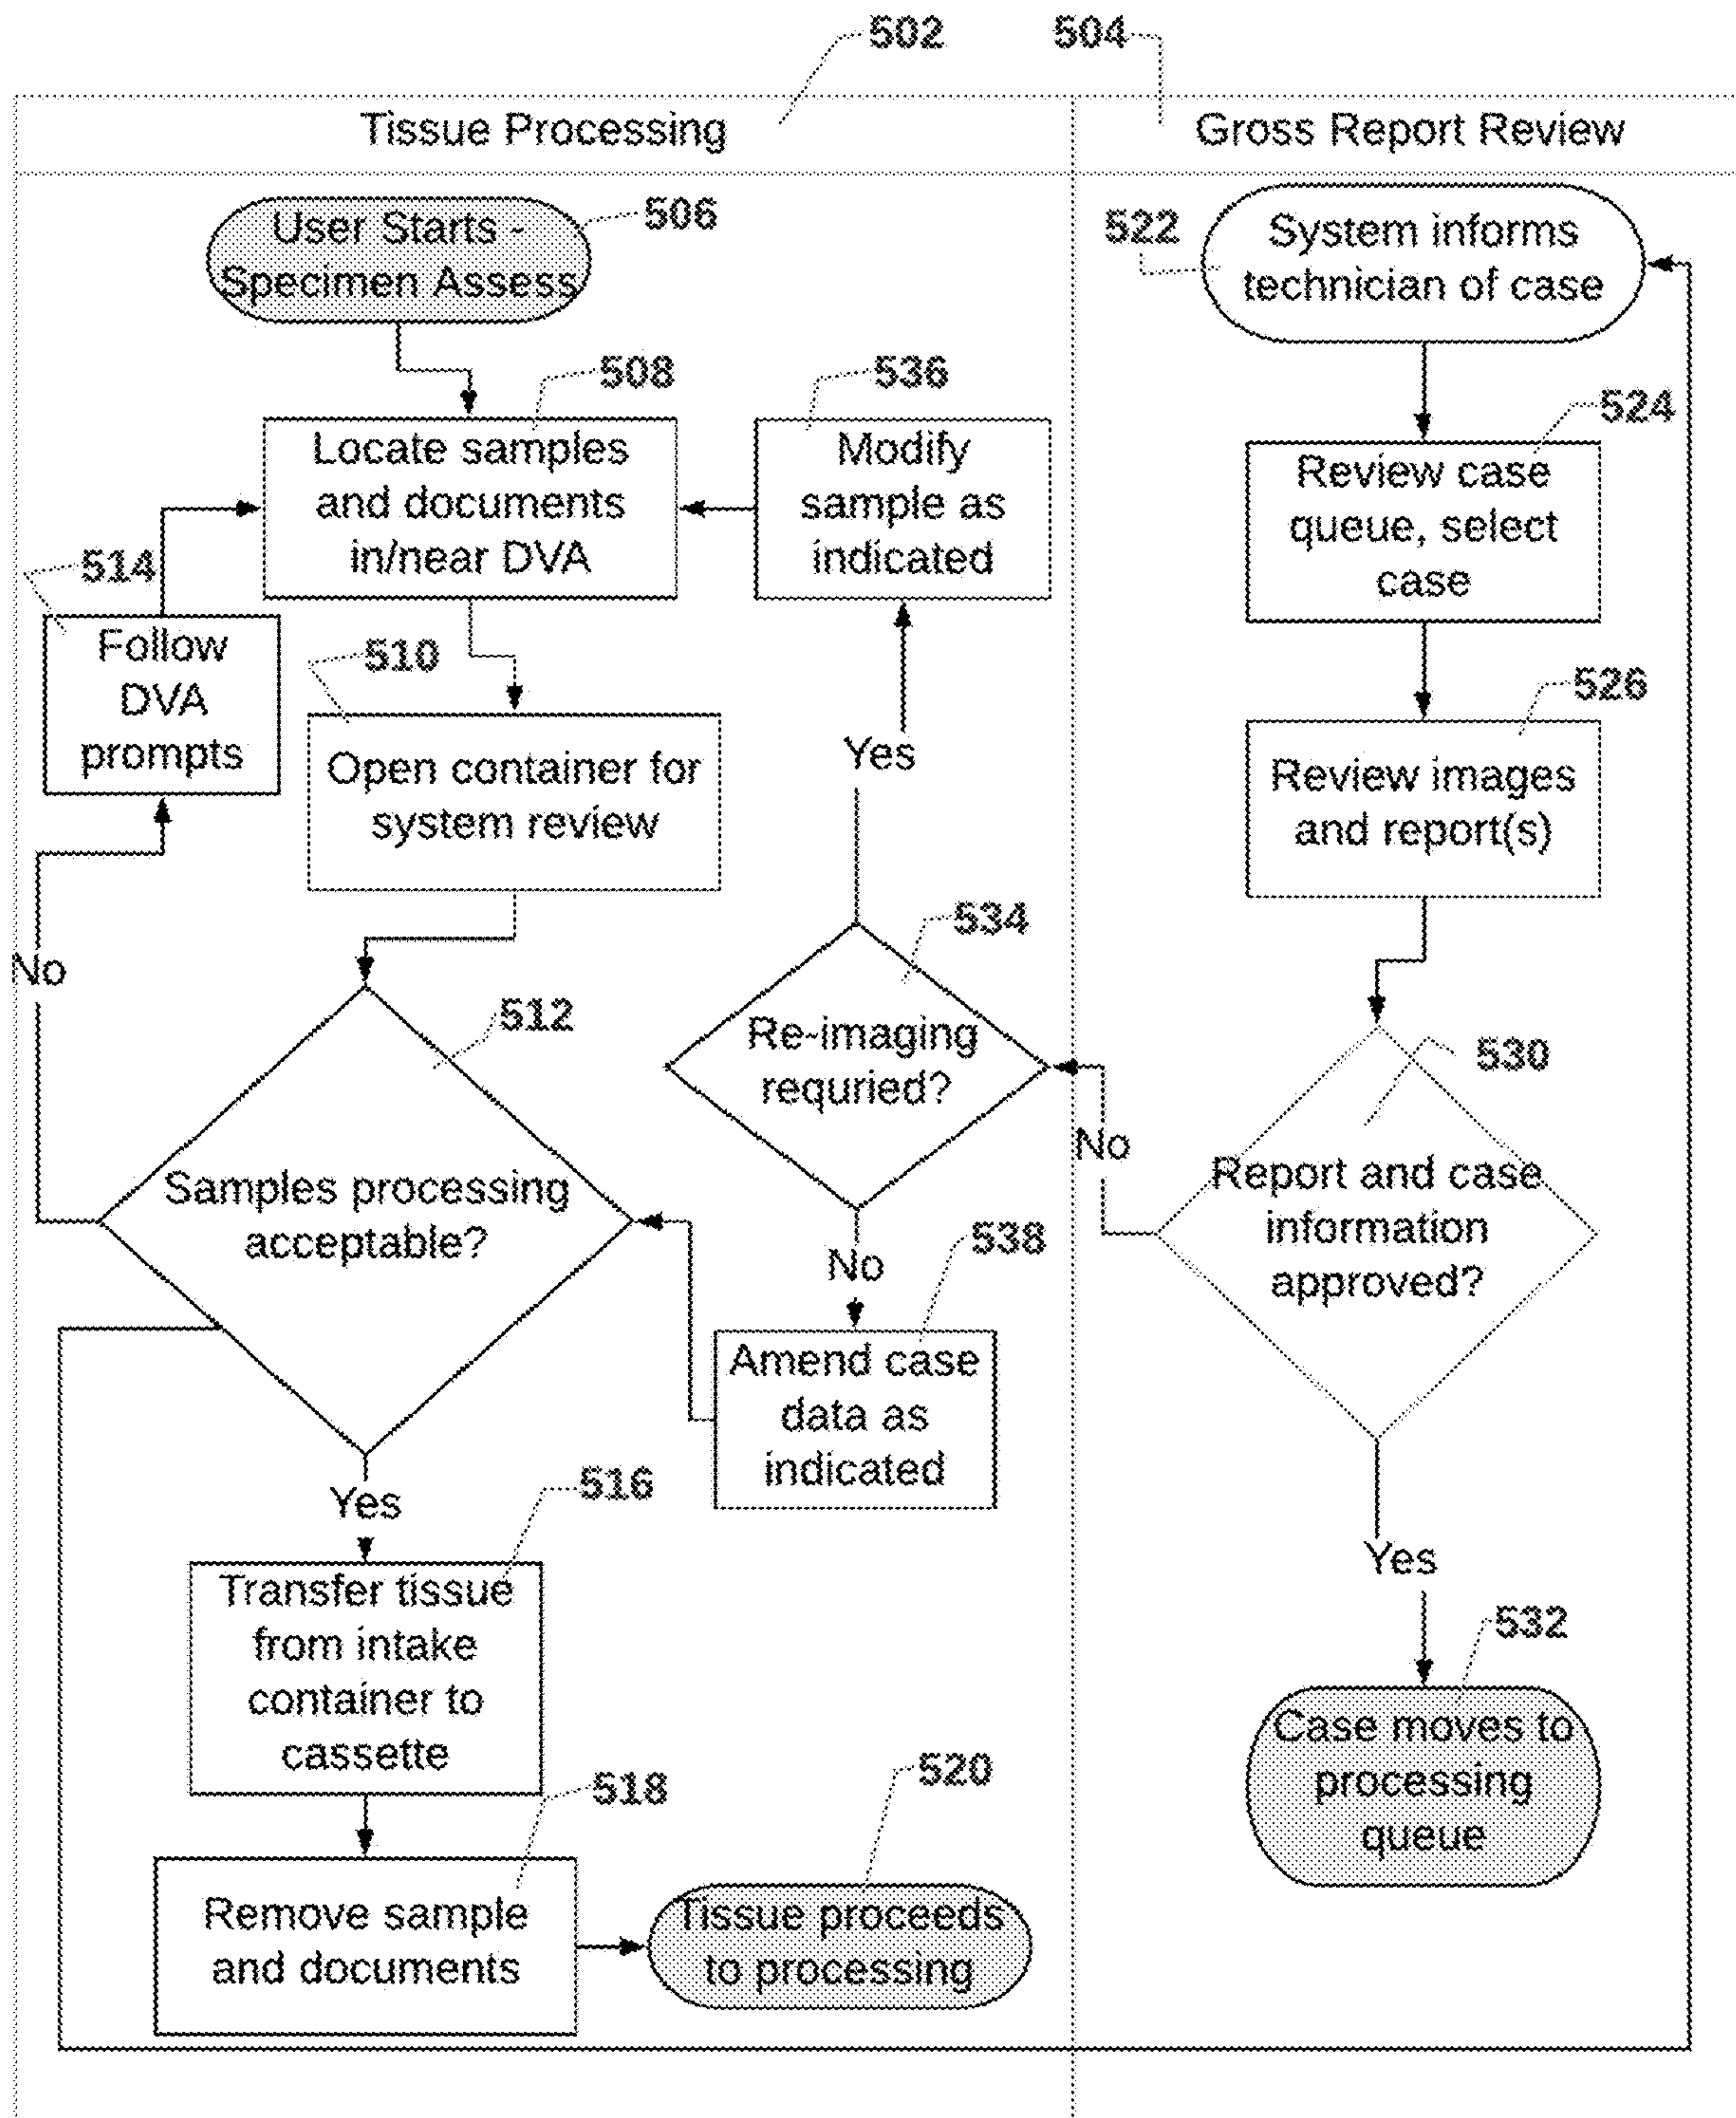 502
504
Tissue Processing
Gross Report Review
User Starts -
Specimen Assess
506
522
System informs
technician of case
508
536
524
Locate samples
and documents
in/near DVA
Modify
sample as
indicated
Review case
queue, select
case
514
Follow
DVA
prompts
510
526
Open container for
system review
Yes
Review images
and report(s)
No
534
512
Re-imaging
requried?
530
No
Samples processing
acceptable?
Report and case
information
approved?
538
No
Amend case
data as
indicated
Yes
516
Yes
Transfer tissue
from intake
container to
cassette
532
Case moves to
processing
queue
518
520
Remove sample
and documents
Tissue proceeds
to processing